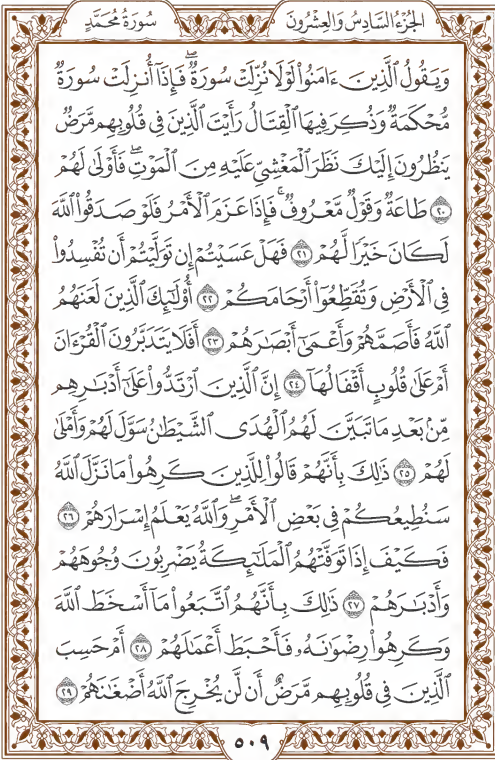 الجزء السادس والعشرون
سورة محمد
وَيَقُولُ ٱلَّذِينَ ءَامَنُواْ لَوۡلَا نُزِّلَتۡ سُورَةٞۖ فَإِذَآ أُنزِلَتۡ سُورَةٞ
مُّحۡكَمَةٞ وَذُكِرَ فِيهَا ٱلۡقِتَالُ رَأَيۡتَ ٱلَّذِينَ فِي قُلُوبِهِم مَّرَضٞ
يَنظُرُونَ إِلَيۡكَ نَظَرَ ٱلۡمَغۡشِيِّ عَلَيۡهِ مِنَ ٱلۡمَوۡتِۖ فَأَوۡلَىٰ لَهُمۡ
٢٠ طَاعَةٞ وَقَوۡلٞ مَّعۡرُوفٞۚ فَإِذَا عَزَمَ ٱلۡأَمۡرُ فَلَوۡ صَدَقُواْ ٱللَّهَ
لَكَانَ خَيۡرٗا لَّهُمۡ ٢١ فَهَلۡ عَسَيۡتُمۡ إِن تَوَلَّيۡتُمۡ أَن تُفۡسِدُواْ
فِي ٱلۡأَرۡضِ وَتُقَطِّعُوٓاْ أَرۡحَامَكُمۡ ٢٢ أُوْلَٰٓئِكَ ٱلَّذِينَ لَعَنَهُمُ
ٱللَّهُ فَأَصَمَّهُمۡ وَأَعۡمَىٰٓ أَبۡصَٰرَهُمۡ ٢٣ أَفَلَا يَتَدَبَّرُونَ ٱلۡقُرۡءَانَ
أَمۡ عَلَىٰ قُلُوبٍ أَقۡفَالُهَآ ٢٤ إِنَّ ٱلَّذِينَ ٱرۡتَدُّواْ عَلَىٰٓ أَدۡبَٰرِهِم
مِّنۢ بَعۡدِ مَا تَبَيَّنَ لَهُمُ ٱلۡهُدَى ٱلشَّيۡطَٰنُ سَوَّلَ لَهُمۡ وَأَمۡلَىٰ
لَهُمۡ ٢٥ ذَٰلِكَ بِأَنَّهُمۡ قَالُواْ لِلَّذِينَ كَرِهُواْ مَا نَزَّلَ ٱللَّهُ
سَنُطِيعُكُمۡ فِي بَعۡضِ ٱلۡأَمۡرِۖ وَٱللَّهُ يَعۡلَمُ إِسۡرَارَهُمۡ ٢٦
فَكَيۡفَ إِذَا تَوَفَّتۡهُمُ ٱلۡمَلَٰٓئِكَةُ يَضۡرِبُونَ وُجُوهَهُمۡ
وَأَدۡبَٰرَهُمۡ ٢٧ ذَٰلِكَ بِأَنَّهُمُ ٱتَّبَعُواْ مَآ أَسۡخَطَ ٱللَّهَ
وَكَرِهُواْ رِضۡوَٰنَهُۥ فَأَحۡبَطَ أَعۡمَٰلَهُمۡ ٢٨ أَمۡ حَسِبَ
ٱلَّذِينَ فِي قُلُوبِهِم مَّرَضٌ أَن لَّن يُخۡرِجَ ٱللَّهُ أَضۡغَٰنَهُمۡ ٢٩
٥٠٩